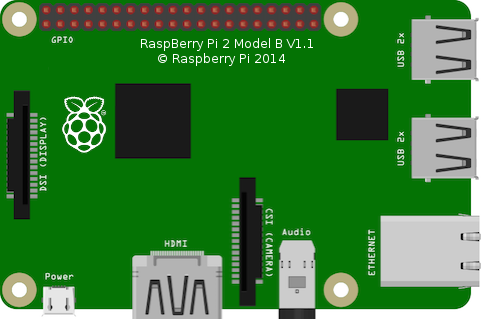 GPIO
RaspBerry Pi 2 Model B V1.1
© Raspberry Pi 2014
USB 2x
DSI (DISPLAY)
USB 2x
CSI (CAMERA)
Audio
ETHERNET
HDMI
Power